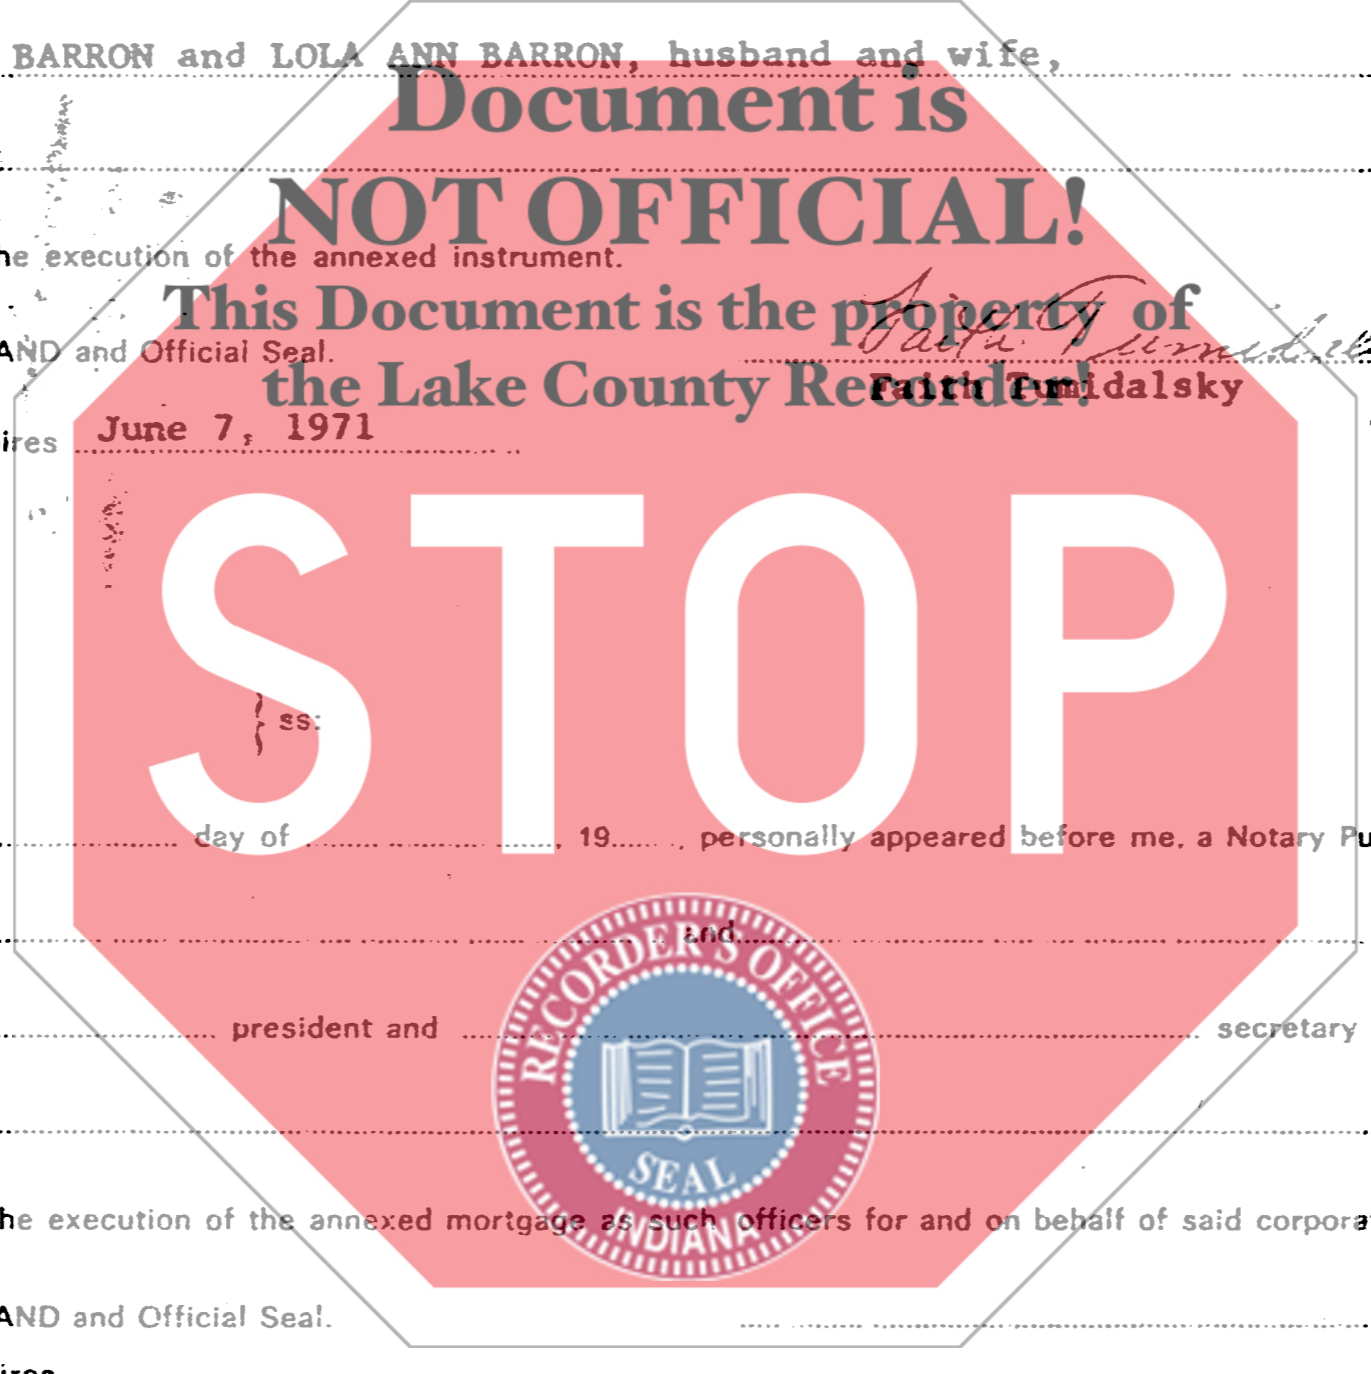 BARRON and LOLA ANN BARRON, husband and wife,
Document is
NOT OFFICIAL!
he execution of the annexed instrument.
This Document is the property of
Faith Tumidalsky
AND and Official Seal.
the Lake County Recorder!
Faith Tumidalsky
ires June 7, 1971
STOP
} ss:
day of , 19 , personally appeared before me, a Notary Pu
and
RECORDER'S OFFICE
president and secretary
SEAL
INDIANA
he execution of the annexed mortgage as such officers for and on behalf of said corpora
AND and Official Seal.
ires